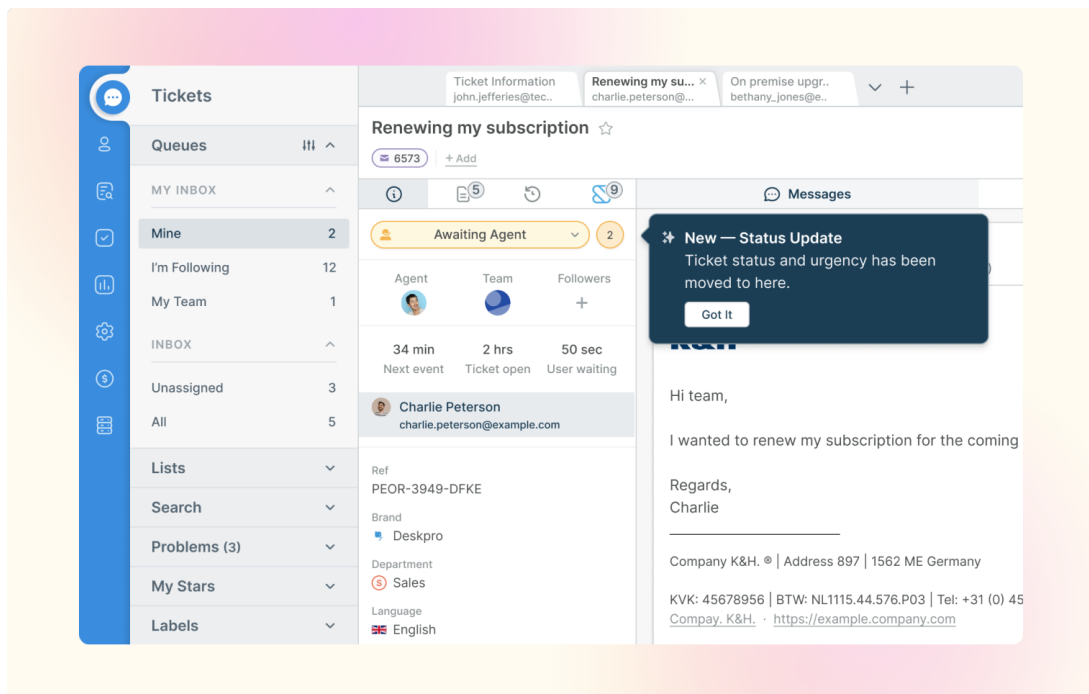 Tickets
Queues
MY INBOX
Mine 2
I'm Following 12
My Team 1
INBOX
Unassigned 3
All 5
Lists
Search
Problems (3)
My Stars
Labels
Ticket Information
john.jefferies@tec..
Renewing my su... ×
charlie.peterson@...
On premise upgr..
bethany_jones@e..
Renewing my subscription
6573
+ Add
5
9
Awaiting Agent 2
Agent Team Followers
34 min 2 hrs 50 sec
Next event Ticket open User waiting
Charlie Peterson
charlie.peterson@example.com
Ref
PEOR-3949-DFKE
Brand
Deskpro
Department
Sales
Language
English
Messages
New — Status Update
Ticket status and urgency has been
moved to here.
Got It
Hi team,
I wanted to renew my subscription for the coming
Regards,
Charlie
Company K&H. ® | Address 897 | 1562 ME Germany
KVK: 45678956 | BTW: NL1115.44.576.P03 | Tel: +31 (0) 45
Compay. K&H. · https://example.company.com